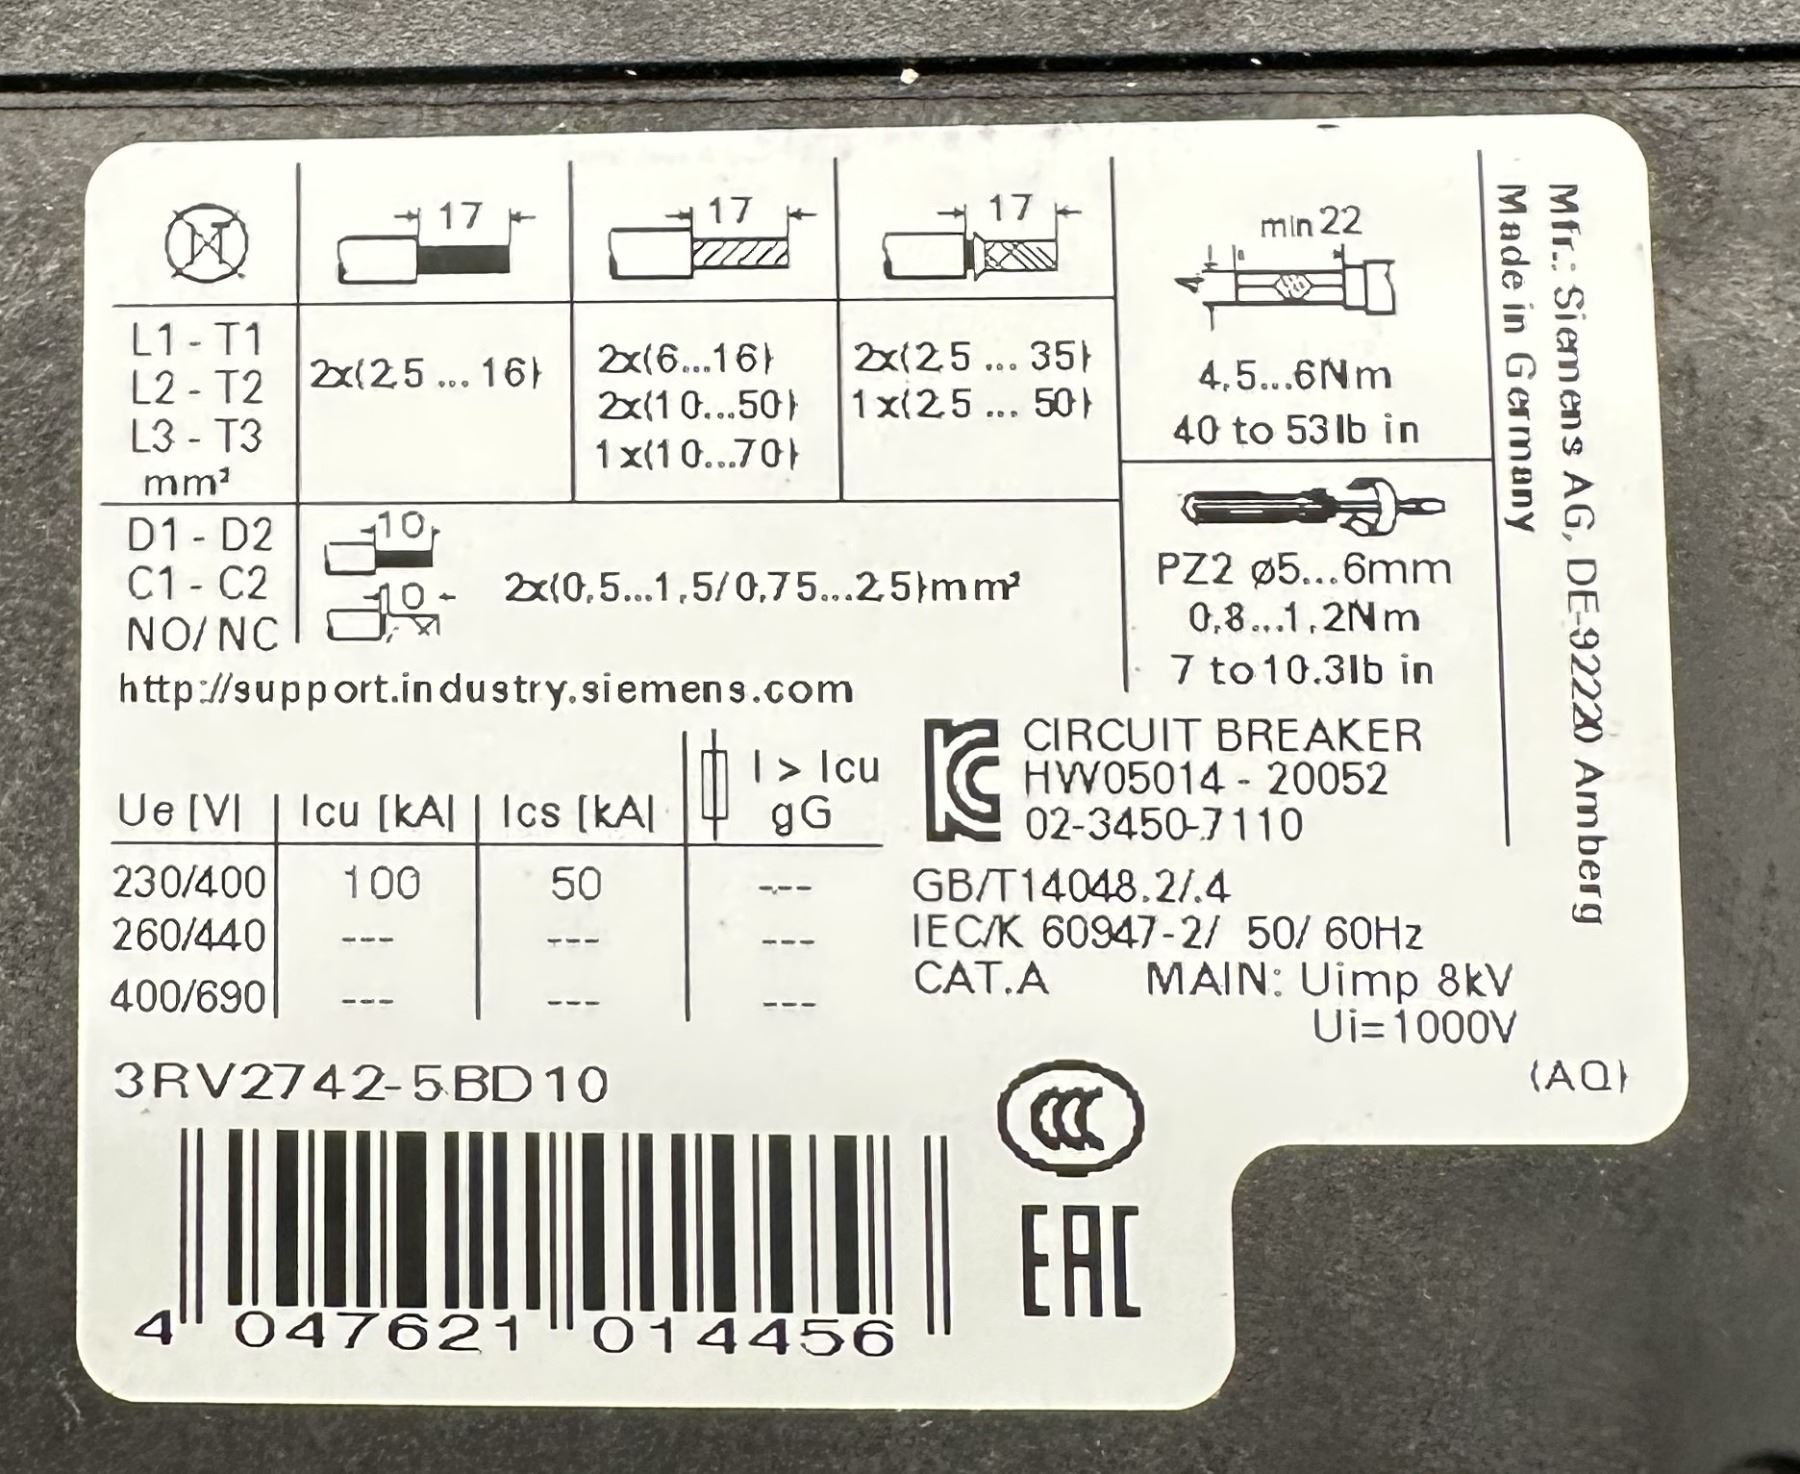 17
17
17
min 22
4
L1 - T1
L2 - T2
L3 - T3
mm²
2x(2,5 ... 16)
2x(6...16)
2x(10...50)
1x(10...70)
2x(2,5 ... 35)
1x(2,5 ... 50)
4,5...6Nm
40 to 53 lb in
D1 - D2
C1 - C2
NO/ NC
10
10
2x(0,5...1,5/0,75...2,5)mm²
PZ2 ø5...6mm
0,8...1,2Nm
7 to 10.3lb in
http://support.industry.siemens.com
Ue [V] Icu [kA] Ics [kA] I > Icu
gG
230/400 100 50 ---
260/440 --- --- ---
400/690 --- --- ---
CIRCUIT BREAKER
HVV05014 - 20052
02-3450-7110
GB/T14048.2/.4
IEC/K 60947-2/ 50/ 60Hz
CAT.A MAIN: Uimp 8kV
Ui=1000V
(AQ)
3RV2742-5BD10
4 047621 014456
CCC
EAC
Mfr.: Siemens AG, DE-92220 Amberg
Made in Germany